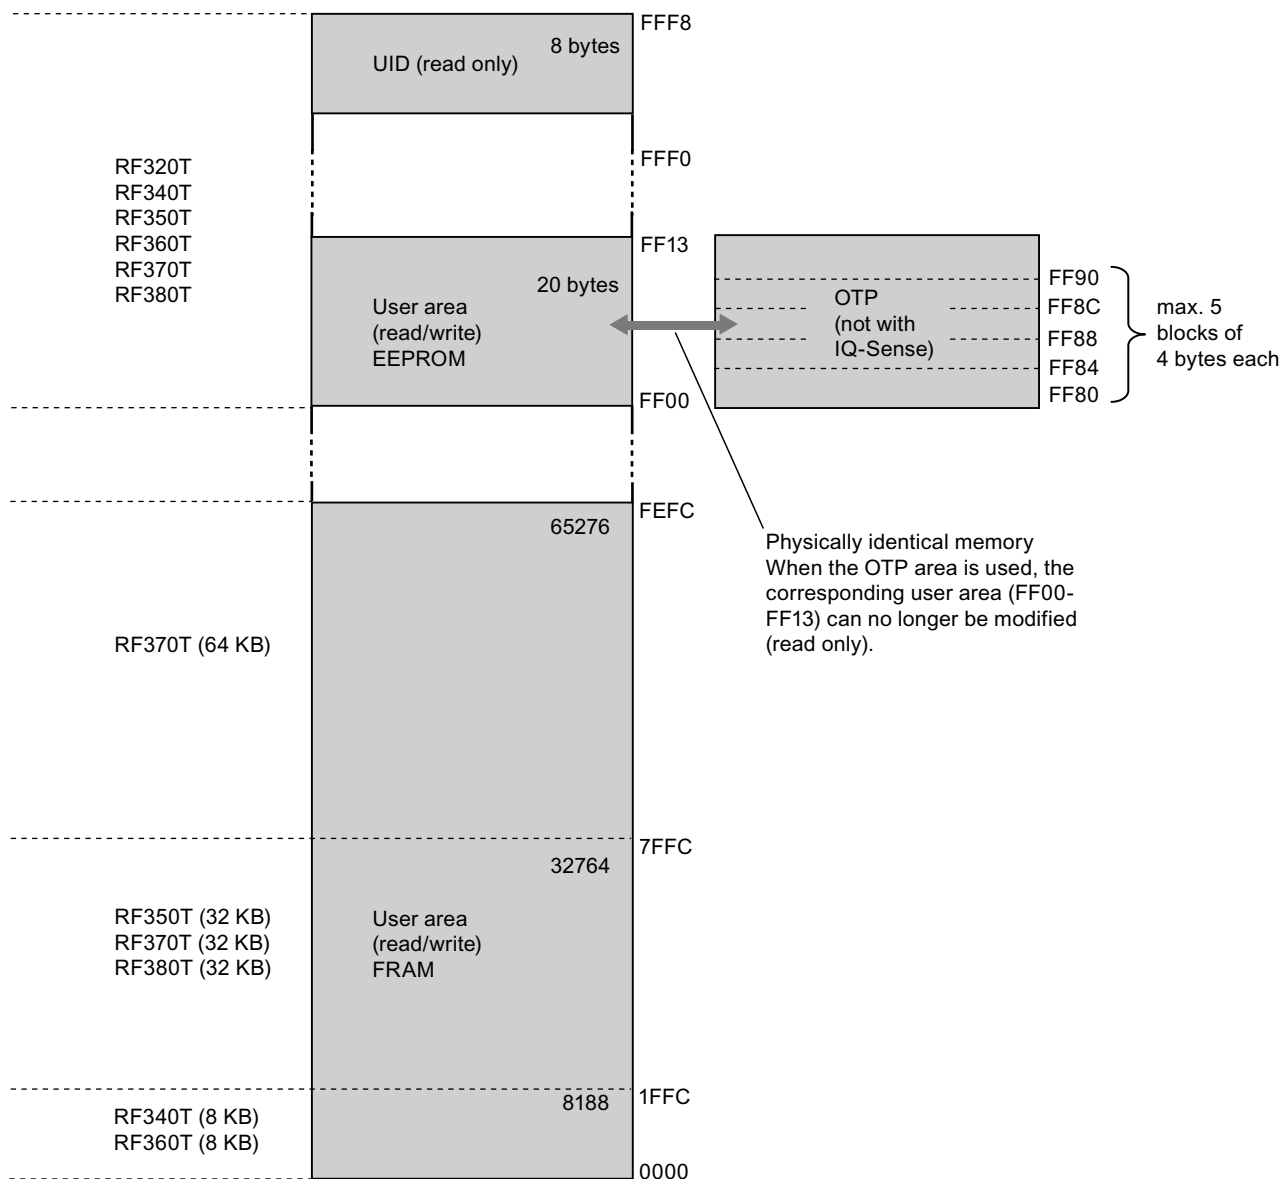 FFF8
8 bytes
UID (read only)
FFF0
RF320T
RF340T
RF350T
RF360T
RF370T
RF380T
FF13
20 bytes
User area
(read/write)
EEPROM
FF00
OTP
(not with
IQ-Sense)
FF90
FF8C
FF88
FF84
FF80
max. 5
blocks of
4 bytes each
FEFC
65276
Physically identical memory
When the OTP area is used, the
corresponding user area (FF00-
FF13) can no longer be modified
(read only).
RF370T (64 KB)
7FFC
32764
RF350T (32 KB)
RF370T (32 KB)
RF380T (32 KB)
User area
(read/write)
FRAM
1FFC
8188
RF340T (8 KB)
RF360T (8 KB)
0000